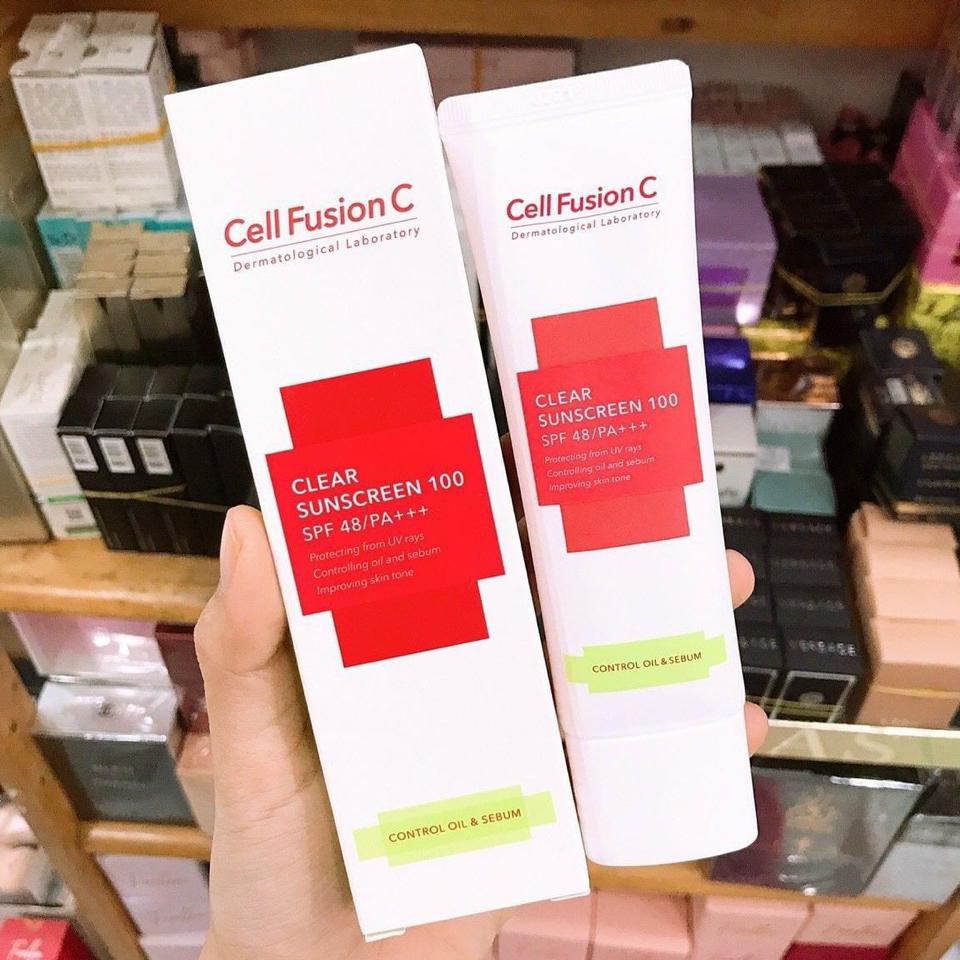 Cell Fusion C
Dermatological Laboratory
CLEAR
SUNSCREEN 100
SPF 48/PA+++
Protecting from UV rays
Controlling oil and sebum
Improving skin tone
CONTROL OIL & SEBUM
Cell Fusion C
Dermatological Laboratory
CLEAR
SUNSCREEN 100
SPF 48/PA+++
Protecting from UV rays
Controlling oil and sebum
Improving skin tone
CONTROL OIL & SEBUM